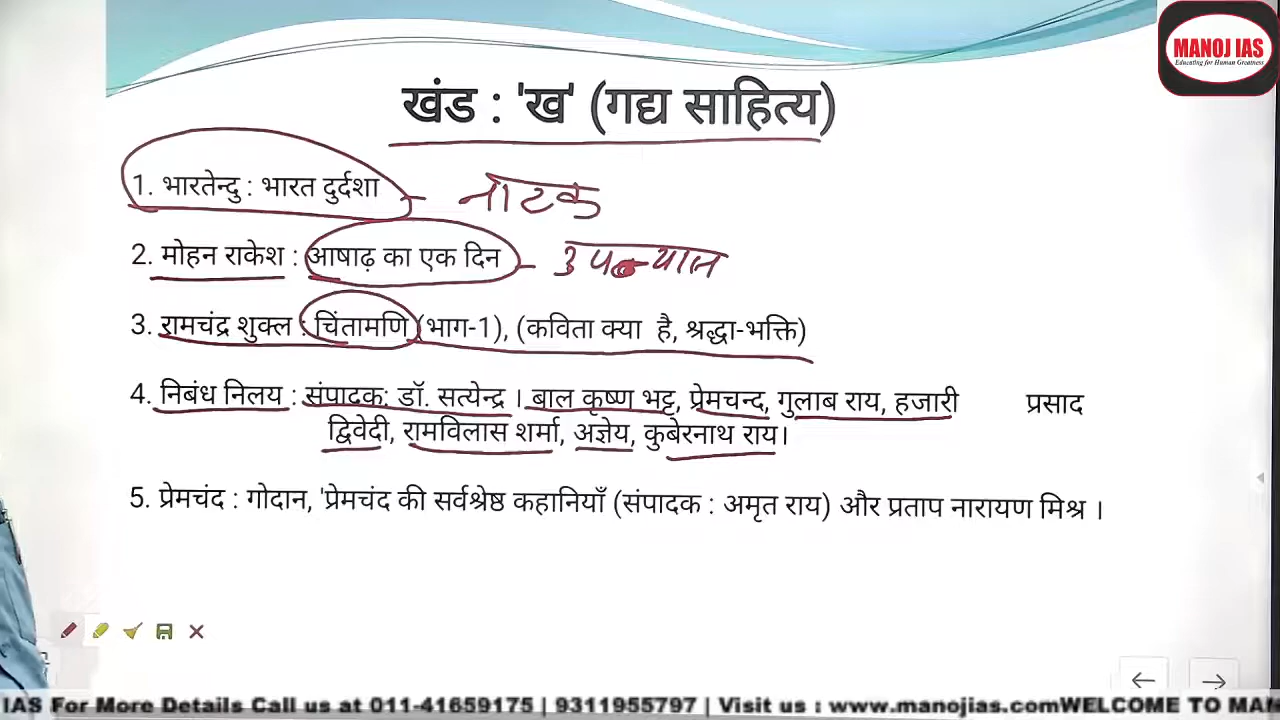 MANOJ IAS
Educating for Human Greatness
खंड : 'ख' (गद्य साहित्य)
1. भारतेन्दु : भारत दुर्दशा - नाटक
2. मोहन राकेश : आषाढ़ का एक दिन - उपन्यास
3. रामचंद्र शुक्ल : चिंतामणि (भाग-1), (कविता क्या है, श्रद्धा-भक्ति)
4. निबंध निलय : संपादक: डॉ. सत्येन्द्र । बाल कृष्ण भट्ट, प्रेमचन्द, गुलाब राय, हजारी प्रसाद
द्विवेदी, रामविलास शर्मा, अज्ञेय, कुबेरनाथ राय।
5. प्रेमचंद : गोदान, 'प्रेमचंद की सर्वश्रेष्ठ कहानियाँ (संपादक : अमृत राय) और प्रताप नारायण मिश्र ।
IAS For More Details Call us at 011-41659175 | 9311955797 | Visit us : www.manojias.comWELCOME TO MAN